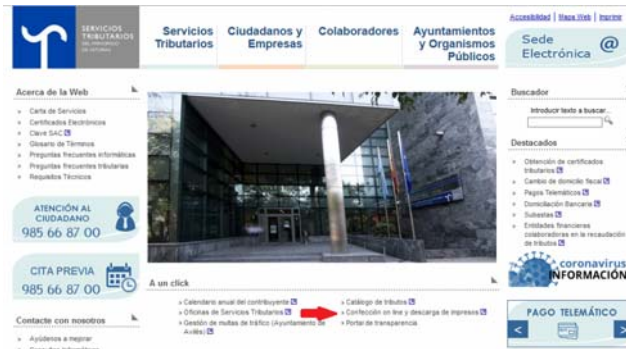 SERVICIOS
TRIBUTARIOS
DEL PRINCIPADO
DE ASTURIAS
Servicios
Tributarios
Ciudadanos y
Empresas
Colaboradores
Ayuntamientos
y Organismos
Públicos
Accesibilidad | Mapa Web | Imprimir
Sede
Electrónica @
Acerca de la Web
» Carta de Servicios
» Certificados Electrónicos
» Clave SAC
» Glosario de Términos
» Preguntas frecuentes informáticas
» Preguntas frecuentes tributarias
» Requisitos Técnicos
ATENCIÓN AL
CIUDADANO
985 66 87 00
CITA PREVIA
985 66 87 00
Contacte con nosotros
» Ayúdenos a mejorar
A un click
» Calendario anual del contribuyente
» Oficinas de Servicios Tributarios
» Gestión de multas de tráfico (Ayuntamiento de
Avilés)
» Catálogo de tributos
» Confección on line y descarga de impresos
» Portal de transparencia
Buscador
Introducir texto a buscar...
Destacados
» Obtención de certificados
tributarios
» Cambio de domicilio fiscal
» Pagos Telemáticos
» Domiciliación Bancaria
» Subastas
» Entidades financieras
colaboradoras en la recaudación
de tributos
coronavirus
INFORMACIÓN
PAGO TELEMÁTICO